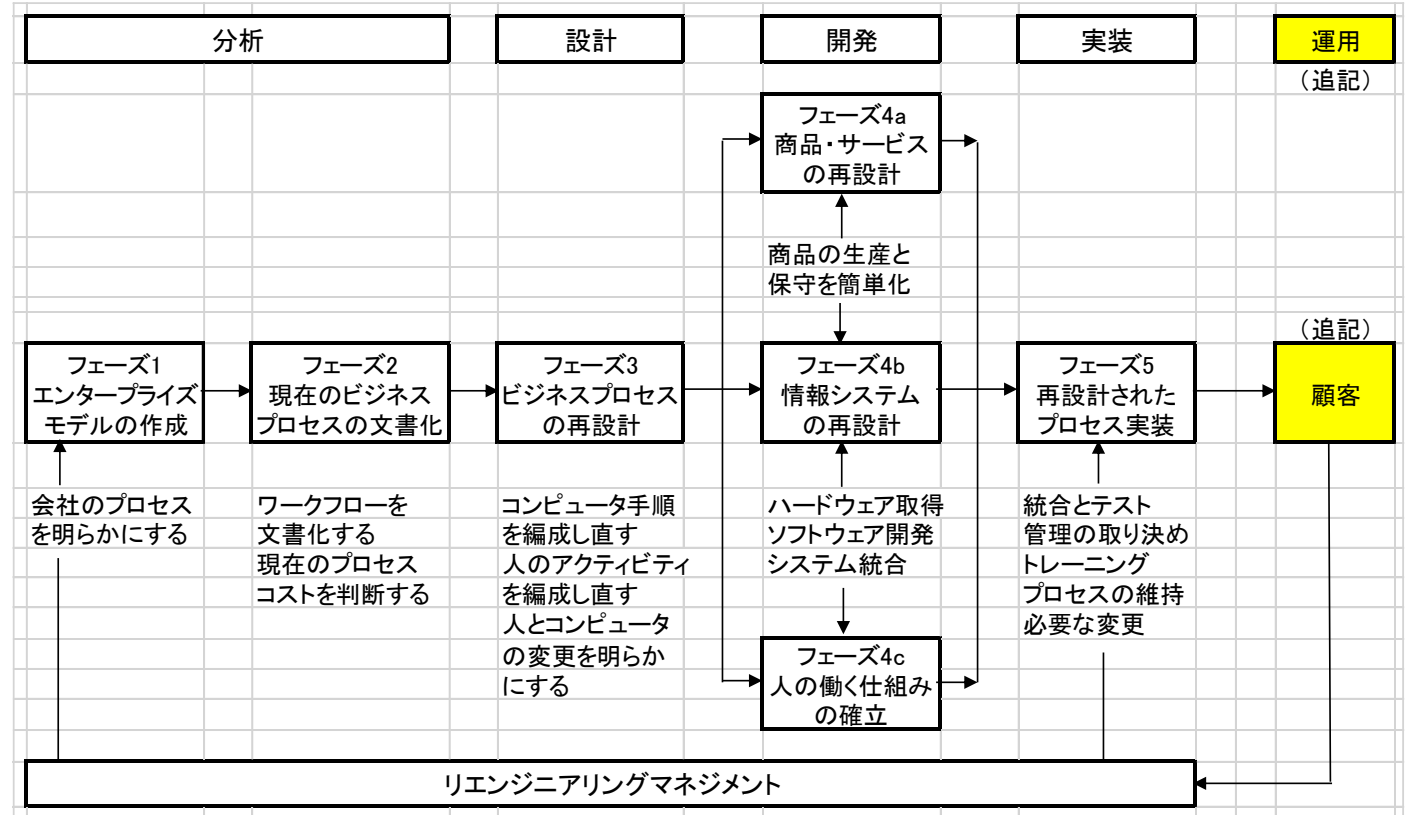 分析
設計
開発
実装
運用
（追記）
フェーズ4a
商品・サービス
の再設計
商品の生産と
保守を簡単化
（追記）
フェーズ1
エンタープライズ
モデルの作成
フェーズ2
現在のビジネス
プロセスの文書化
フェーズ3
ビジネスプロセス
の再設計
フェーズ4b
情報システム
の再設計
フェーズ5
再設計された
プロセス実装
顧客
会社のプロセス
を明らかにする
ワークフローを
文書化する
現在のプロセス
コストを判断する
コンピュータ手順
を編成し直す
人のアクティビティ
を編成し直す
人とコンピュータ
の変更を明らか
にする
ハードウェア取得
ソフトウェア開発
システム統合
統合とテスト
管理の取り決め
トレーニング
プロセスの維持
必要な変更
フェーズ4c
人の働く仕組み
の確立
リエンジニアリングマネジメント